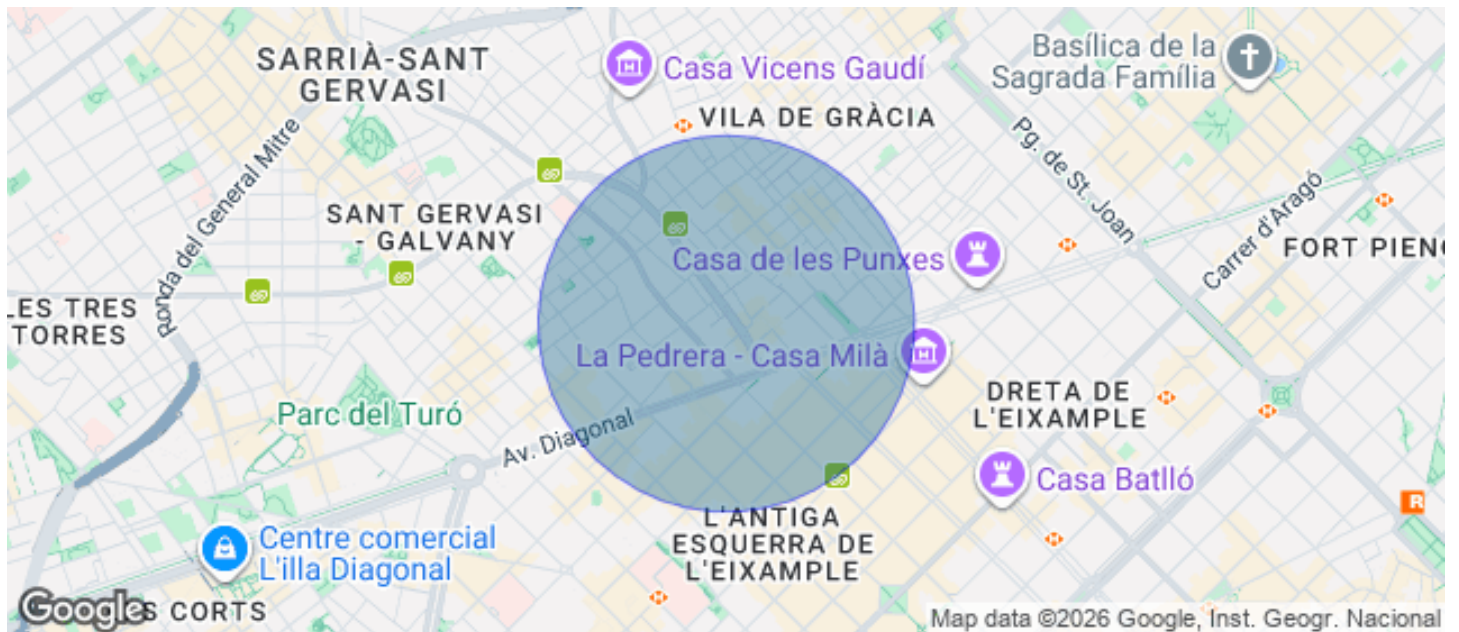 SARRIÀ-SANT
GERVASI
Casa Vicens Gaudí
Basílica de la
Sagrada Família
VILA DE GRÀCIA
Ronda del General Mitre
Pg. de St. Joan
SANT GERVASI
- GALVANY
Carrer d'Aragó
FORT PIENC
Casa de les Punxes
LES TRES
TORRES
La Pedrera - Casa Milà
DRETA DE
L'EIXAMPLE
Parc del Turó
Av. Diagonal
Casa Batlló
R
L'ANTIGA
ESQUERRA DE
L'EIXAMPLE
Centre comercial
L'illa Diagonal
Google
S CORTS
Map data ©2026 Google, Inst. Geogr. Nacional